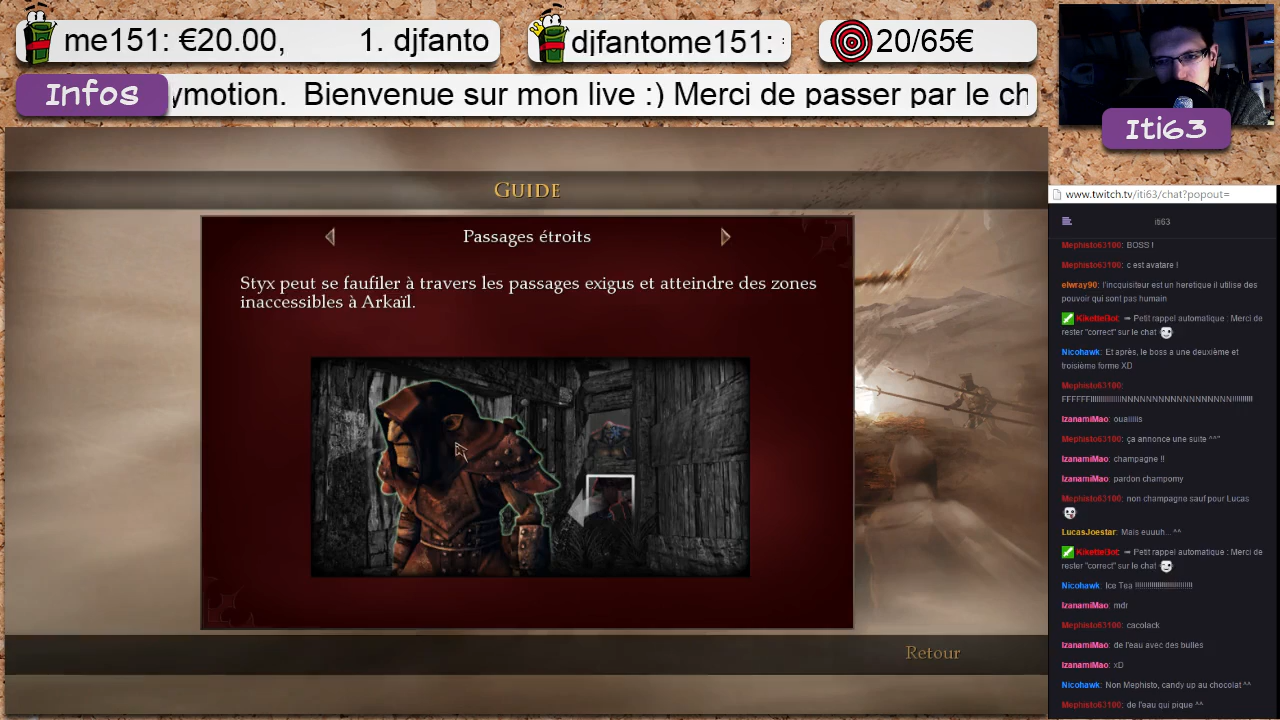 me151: €20.00, 1. djfanto
djfantome151:
20/65€
Infos
ymotion. Bienvenue sur mon live :) Merci de passer par le ch
Iti63
www.twitch.tv/iti63/chat?popout=
iti63
GUIDE
Passages étroits
Styx peut se faufiler à travers les passages exigus et atteindre des zones
inaccessibles à Arkaïl.
Retour
Mephisto63100: BOSS !
Mephisto63100: c est avatare !
elwray90: l'incquisiteur est un heretique il utilise des
pouvoir qui sont pas humain
KiketteBot: Petit rappel automatique : Merci de
rester "correct" sur le chat
Nicohawk: Et après, le boss a une deuxième et
troisième forme XD
Mephisto63100:
IzanamiMao: ouaiiiiis
Mephisto63100: ça annonce une suite ^^"
IzanamiMao: champagne !!
IzanamiMao: pardon champomy
Mephisto63100: non champagne sauf pour Lucas
LucasJoestar: Mais euuuh... ^^
KiketteBot: Petit rappel automatique : Merci de
rester "correct" sur le chat
Nicohawk: Ice Tea
IzanamiMao: mdr
Mephisto63100: cacolack
IzanamiMao: de l'eau avec des bulles
IzanamiMao: xD
Nicohawk: Non Mephisto, candy up au chocolat ^^
Mephisto63100: de l'eau qui pique ^^